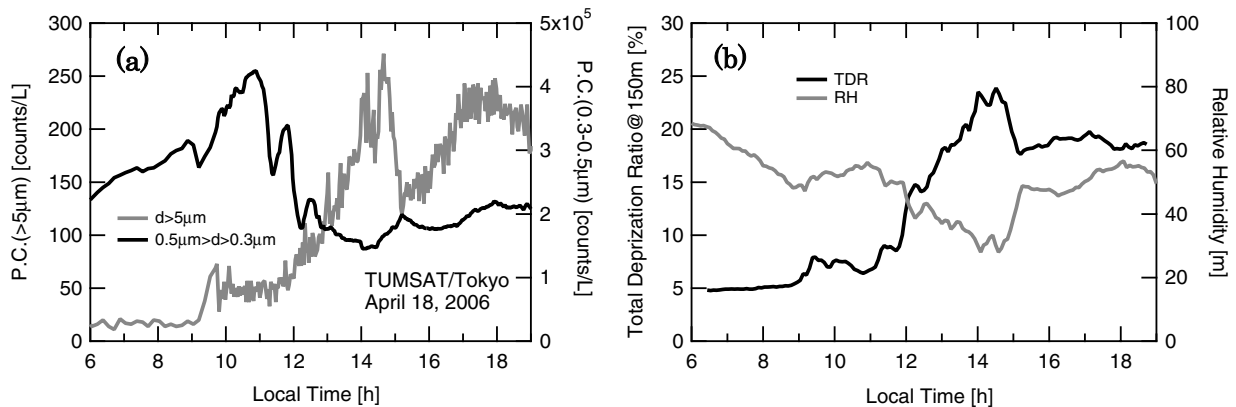 (a)
300
250
200
150
100
50
0
P.C.(>5μm) [counts/L]
5x10⁵
4
3
2
1
0
P.C.(0.3-0.5μm) [counts/L]
d>5μm
0.5μm>d>0.3μm
TUMSAT/Tokyo
April 18, 2006
6 8 10 12 14 16 18
Local Time [h]
(b)
30
25
20
15
10
5
0
Total Deprization Ratio@150m [%]
100
80
60
40
20
0
Relative Humidity [m]
TDR
RH
6 8 10 12 14 16 18
Local Time [h]